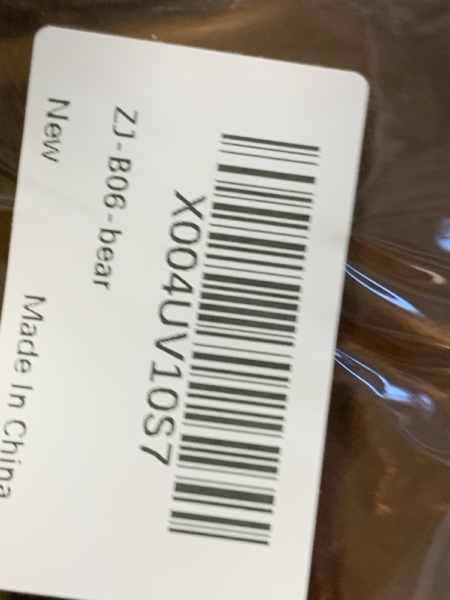 X004UV10S7
ZJ-B06-bear
New
Made In China